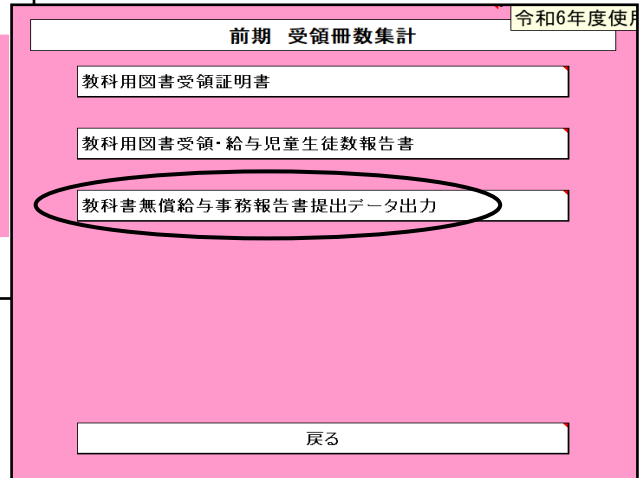 令和6年度使用
前期 受領冊数集計
教科用図書受領証明書
教科用図書受領・給与児童生徒数報告書
教科書無償給与事務報告書提出データ出力
戻る